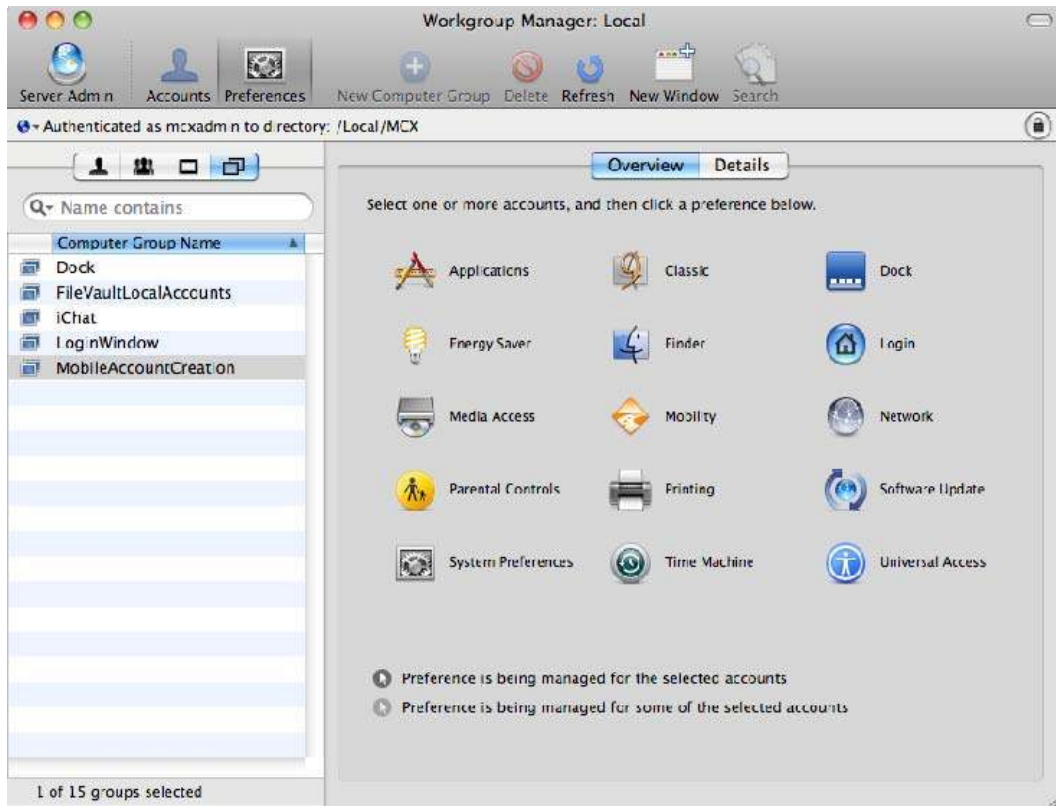 Workgroup Manager: Local
Server Admin Accounts Preferences New Computer Group Delete Refresh New Window Search
Authenticated as mcxadmin to directory: /Local/MCX
Overview Details
Name contains
Select one or more accounts, and then click a preference below.
Computer Group Name
Dock
FileVaultLocalAccounts
iChat
LoginWindow
MobileAccountCreation
Applications Classic Dock
Energy Saver Finder Login
Media Access Mobility Network
Parental Controls Printing Software Update
System Preferences Time Machine Universal Access
Preference is being managed for the selected accounts
Preference is being managed for some of the selected accounts
1 of 15 groups selected